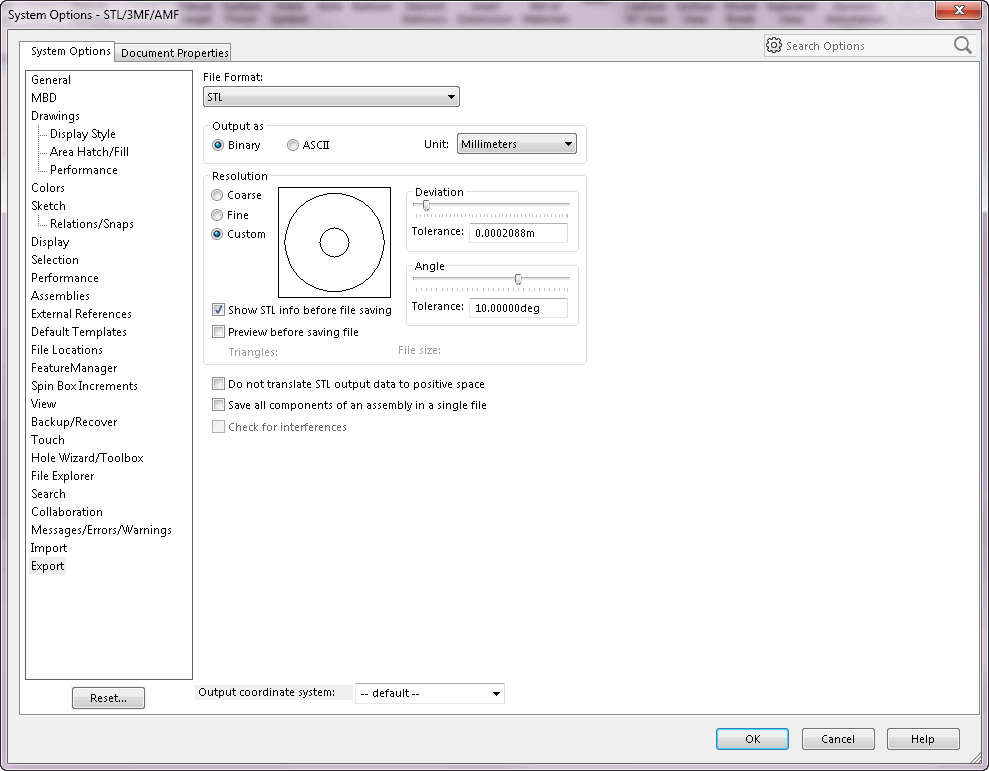 System Options - STL/3MF/AMF
System Options
Document Properties
Search Options
General
MBD
Drawings
Display Style
Area Hatch/Fill
Performance
Colors
Sketch
Relations/Snaps
Display
Selection
Performance
Assemblies
External References
Default Templates
File Locations
FeatureManager
Spin Box Increments
View
Backup/Recover
Touch
Hole Wizard/Toolbox
File Explorer
Search
Collaboration
Messages/Errors/Warnings
Import
Export
Reset...
File Format:
STL
Output as
Binary ASCII Unit: Millimeters
Resolution
Coarse
Fine
Custom
Deviation
Tolerance: 0.0002088m
Angle
Tolerance: 10.00000deg
Show STL info before file saving
Preview before saving file
Triangles: File size:
Do not translate STL output data to positive space
Save all components of an assembly in a single file
Check for interferences
Output coordinate system: -- default --
OK Cancel Help